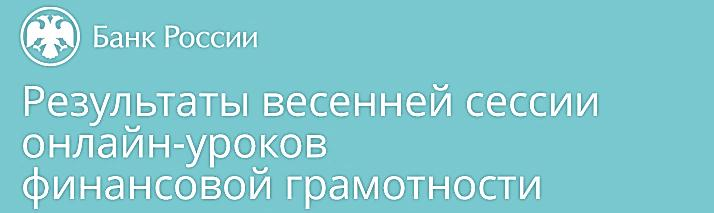 Банк России
Результаты весенней сессии
онлайн-уроков
финансовой грамотности